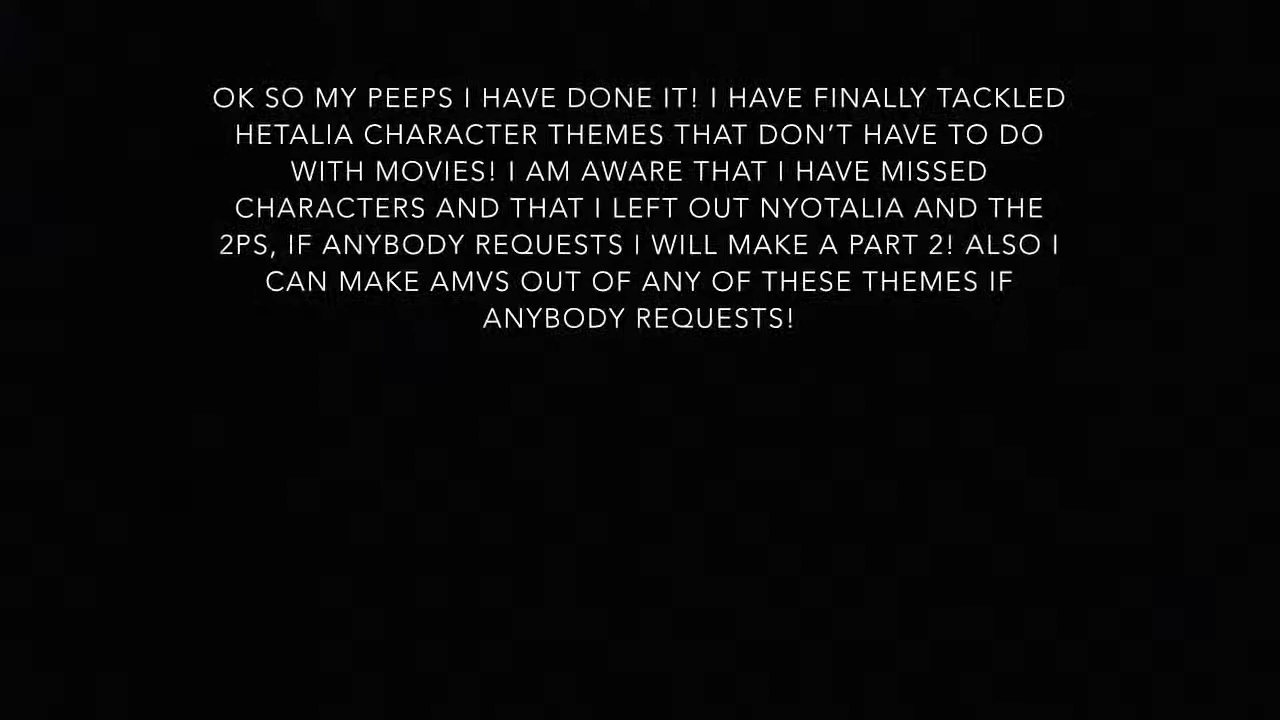 OK SO MY PEEPS I HAVE DONE IT! I HAVE FINALLY TACKLED
HETALIA CHARACTER THEMES THAT DON’T HAVE TO DO
WITH MOVIES! I AM AWARE THAT I HAVE MISSED
CHARACTERS AND THAT I LEFT OUT NYOTALIA AND THE
2PS, IF ANYBODY REQUESTS I WILL MAKE A PART 2! ALSO I
CAN MAKE AMVS OUT OF ANY OF THESE THEMES IF
ANYBODY REQUESTS!